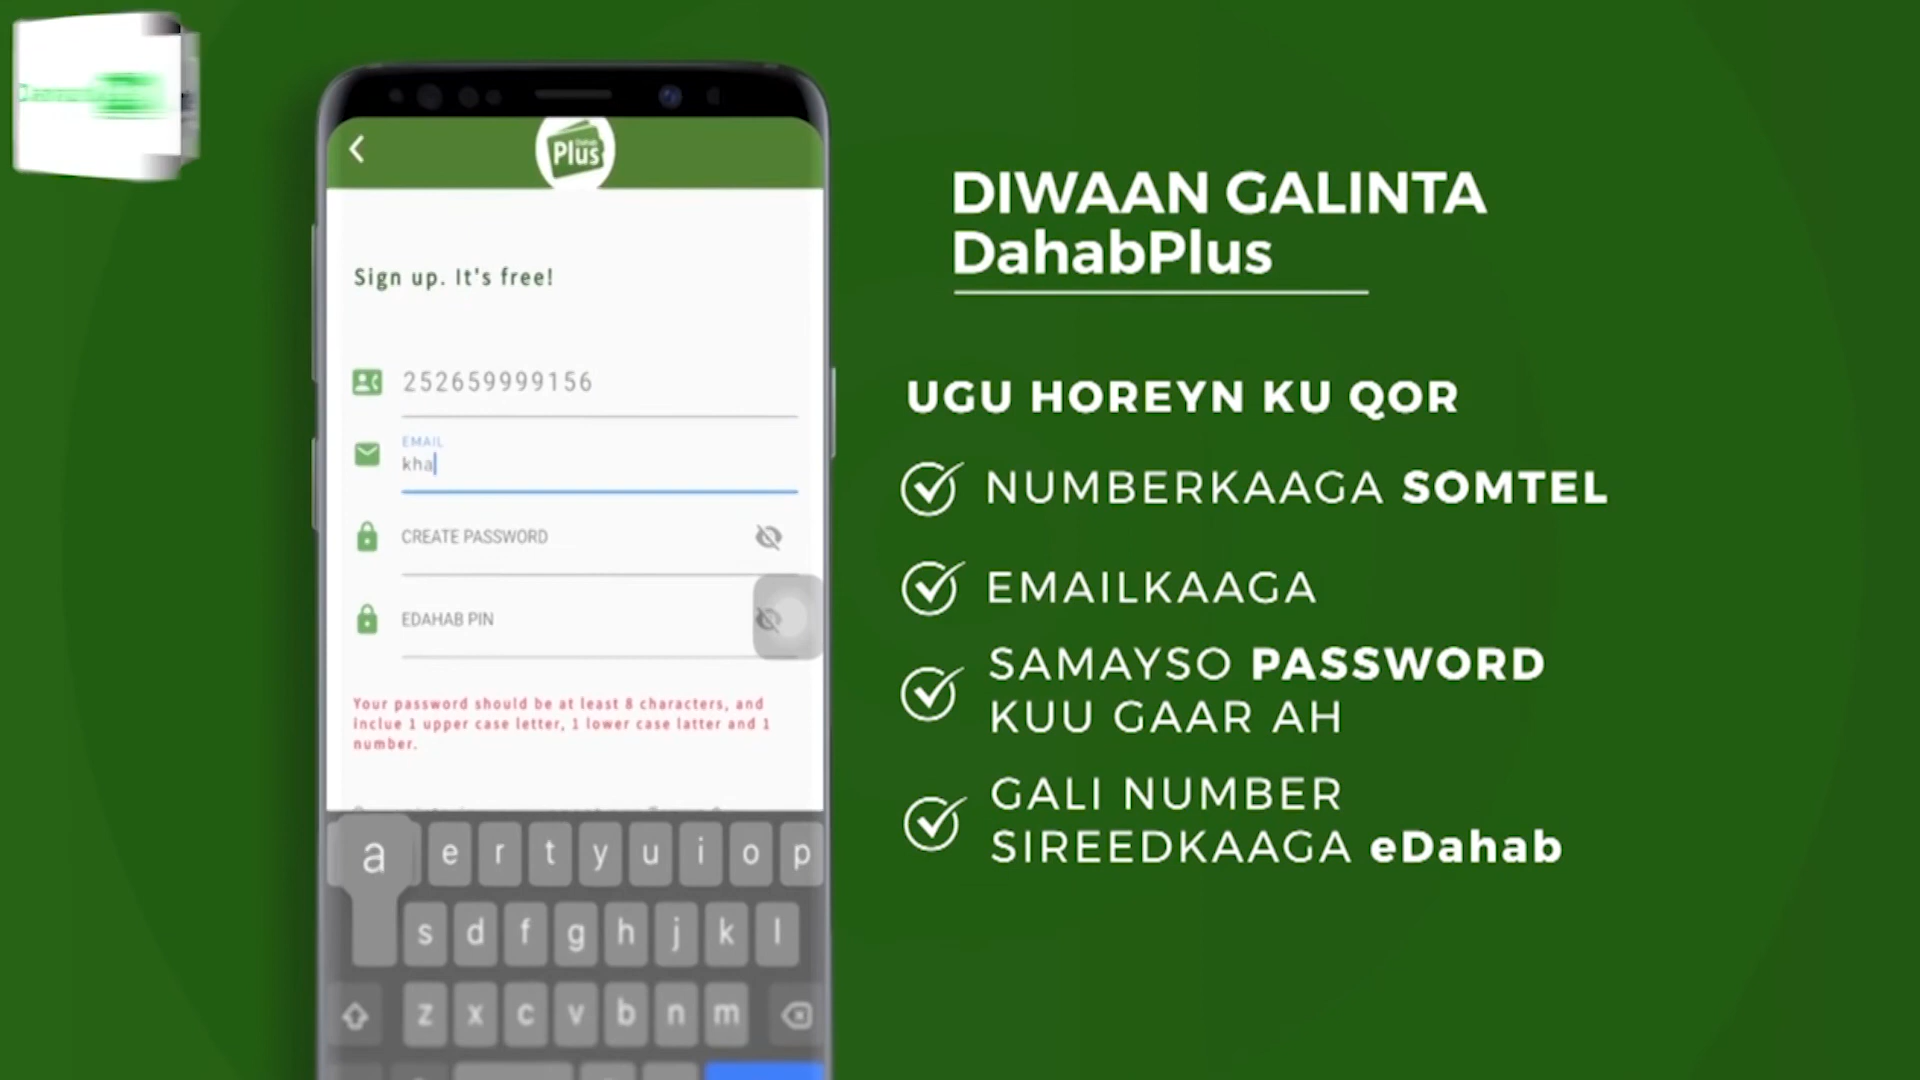 Dahab
Plus
Sign up. It's free!
252659999156
EMAIL
kha
CREATE PASSWORD
EDAHAB PIN
Your password should be at least 8 characters, and
inclue 1 upper case letter, 1 lower case latter and 1
number.
a e r t y u i o p
s d f g h j k l
z x c v b n m
DIWAAN GALINTA
DahabPlus
UGU HOREYN KU QOR
NUMBERKAAGA SOMTEL
EMAILKAAGA
SAMAYSO PASSWORD
KUU GAAR AH
GALI NUMBER
SIREEDKAAGA eDahab